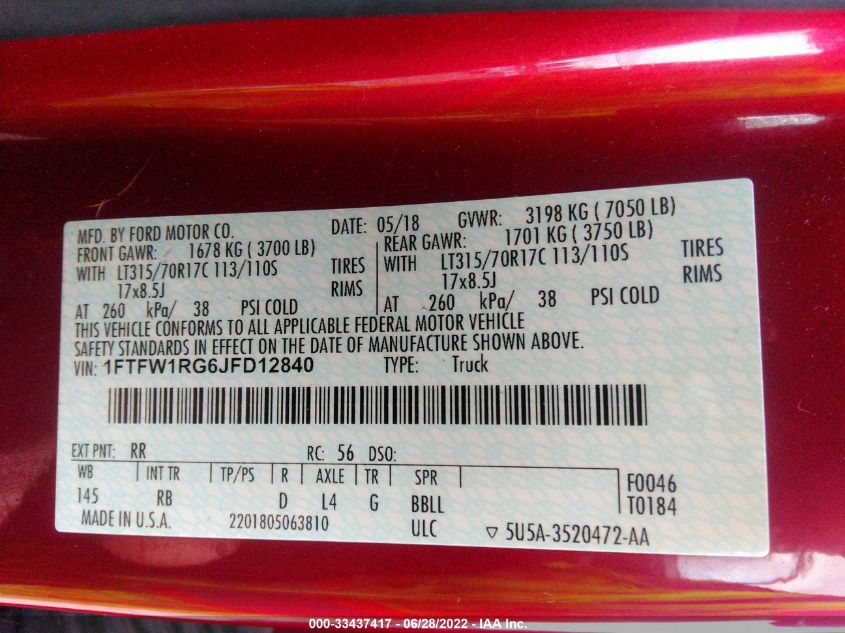 MFD. BY FORD MOTOR CO. DATE: 05/18 GVWR: 3198 KG ( 7050 LB)
FRONT GAWR: 1678 KG ( 3700 LB) REAR GAWR: 1701 KG ( 3750 LB)
WITH LT315/70R17C 113/110S TIRES WITH LT315/70R17C 113/110S TIRES
17x8.5J RIMS 17x8.5J RIMS
AT 260 kPa/ 38 PSI COLD AT 260 kPa/ 38 PSI COLD
THIS VEHICLE CONFORMS TO ALL APPLICABLE FEDERAL MOTOR VEHICLE
SAFETY STANDARDS IN EFFECT ON THE DATE OF MANUFACTURE SHOWN ABOVE.
VIN: 1FTFW1RG6JFD12840 TYPE: Truck
EXT PNT: RR RC: 56 DSO:
WB INT TR TP/PS R AXLE TR SPR F0046
145 RB D L4 G BBLL T0184
MADE IN U.S.A. 2201805063810 ULC ▽ 5U5A-3520472-AA
000-33437417 - 06/28/2022 - IAA Inc.